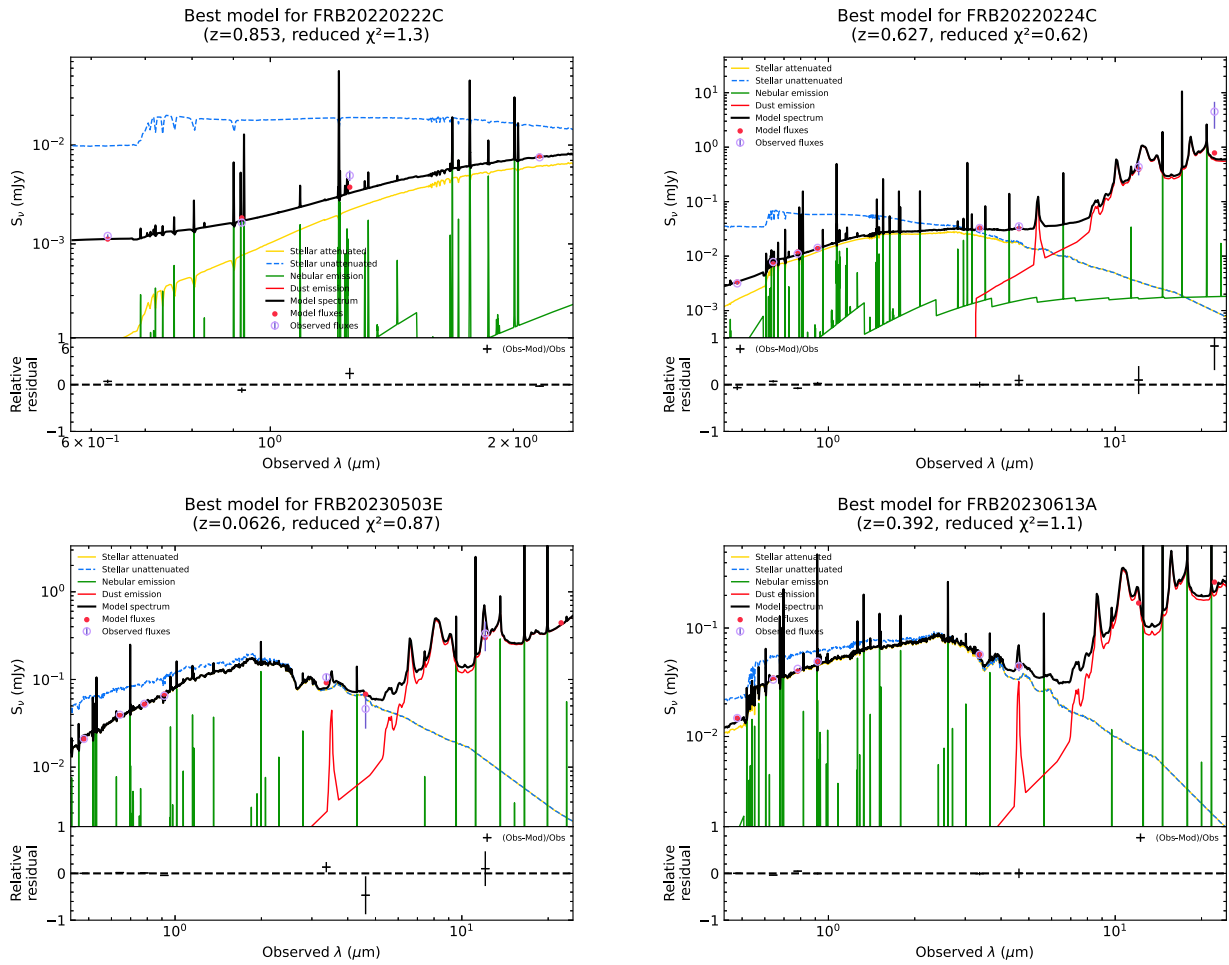 Best model for FRB20220222C
(z=0.853, reduced χ²=1.3)
10⁻²
10⁻³
Sᵥ (mJy)
Stellar attenuated
Stellar unattenuated
Nebular emission
Dust emission
Model spectrum
Model fluxes
Observed fluxes
1
6
0
−1
Relative
residual
(Obs-Mod)/Obs
6 × 10⁻¹
10⁰
2 × 10⁰
Observed λ (μm)
Best model for FRB20220224C
(z=0.627, reduced χ²=0.62)
Stellar attenuated
Stellar unattenuated
Nebular emission
Dust emission
Model spectrum
Model fluxes
Observed fluxes
10¹
10⁰
10⁻¹
10⁻²
10⁻³
Sᵥ (mJy)
1
0
−1
Relative
residual
(Obs-Mod)/Obs
10⁰
10¹
Observed λ (μm)
Best model for FRB20230503E
(z=0.0626, reduced χ²=0.87)
Stellar attenuated
Stellar unattenuated
Nebular emission
Dust emission
Model spectrum
Model fluxes
Observed fluxes
10⁰
10⁻¹
10⁻²
Sᵥ (mJy)
1
0
−1
Relative
residual
(Obs-Mod)/Obs
10⁰
10¹
Observed λ (μm)
Best model for FRB20230613A
(z=0.392, reduced χ²=1.1)
Stellar attenuated
Stellar unattenuated
Nebular emission
Dust emission
Model spectrum
Model fluxes
Observed fluxes
10⁻¹
10⁻²
Sᵥ (mJy)
1
0
−1
Relative
residual
(Obs-Mod)/Obs
10⁰
10¹
Observed λ (μm)